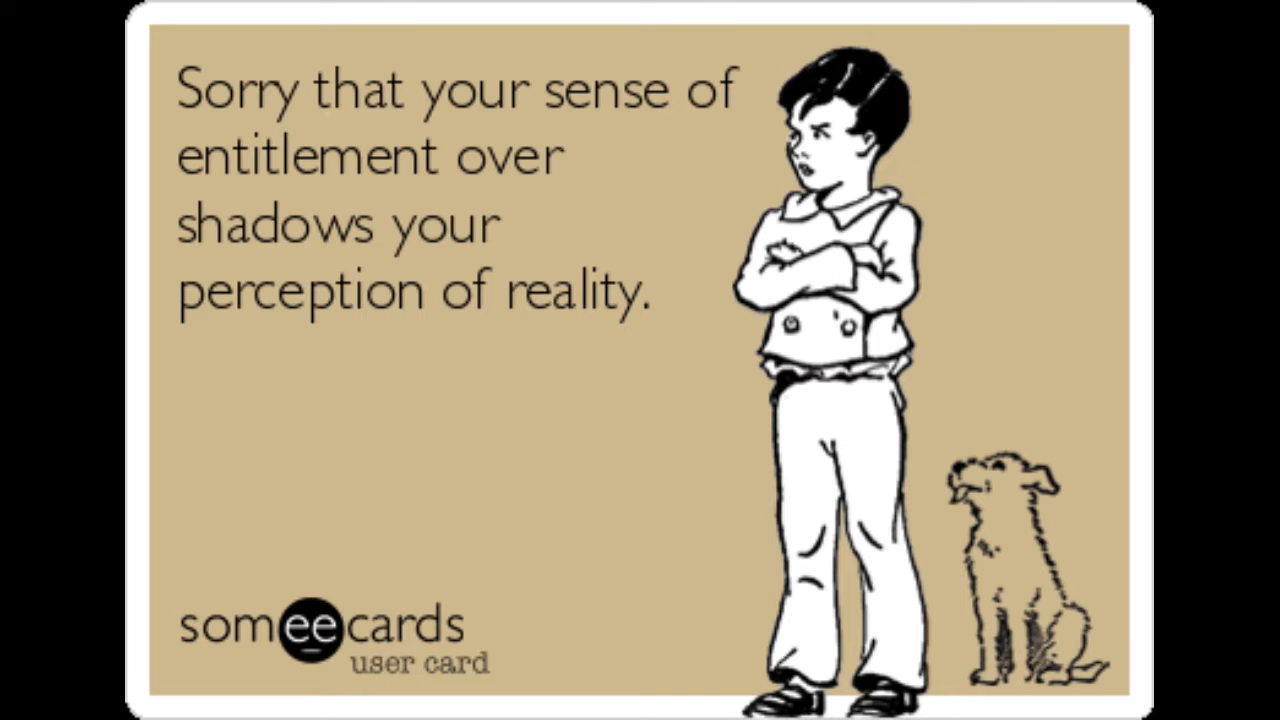 Sorry that your sense of
entitlement over
shadows your
perception of reality.
someecards
user card